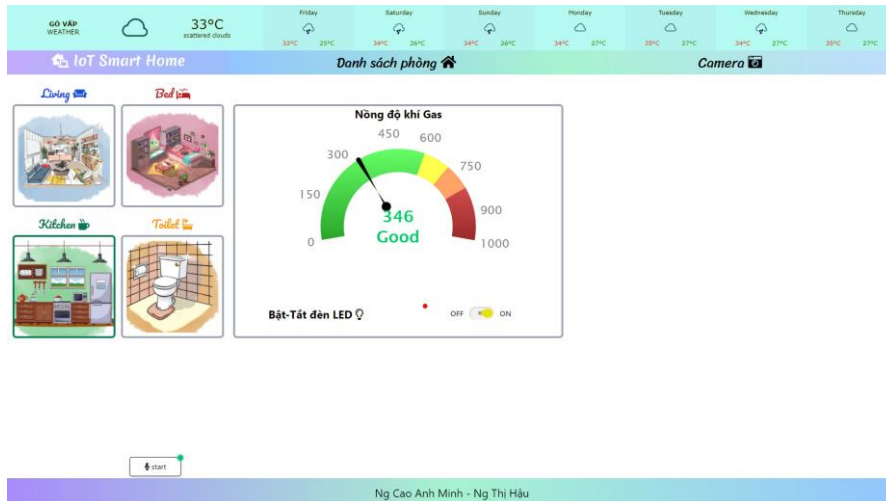 GÒ VẤP
WEATHER
33°C
scattered clouds
Friday
33°C 25°C
Saturday
34°C 26°C
Sunday
34°C 26°C
Monday
34°C 27°C
Tuesday
35°C 27°C
Wednesday
34°C 27°C
Thursday
35°C 27°C
IoT Smart Home
Danh sách phòng
Camera
Living
Bed
Kitchen
Toilet
Nồng độ khí Gas
0
150
300
450
600
750
900
1000
346
Good
Bật-Tắt đèn LED
OFF
ON
start
Ng Cao Anh Minh - Ng Thị Hậu